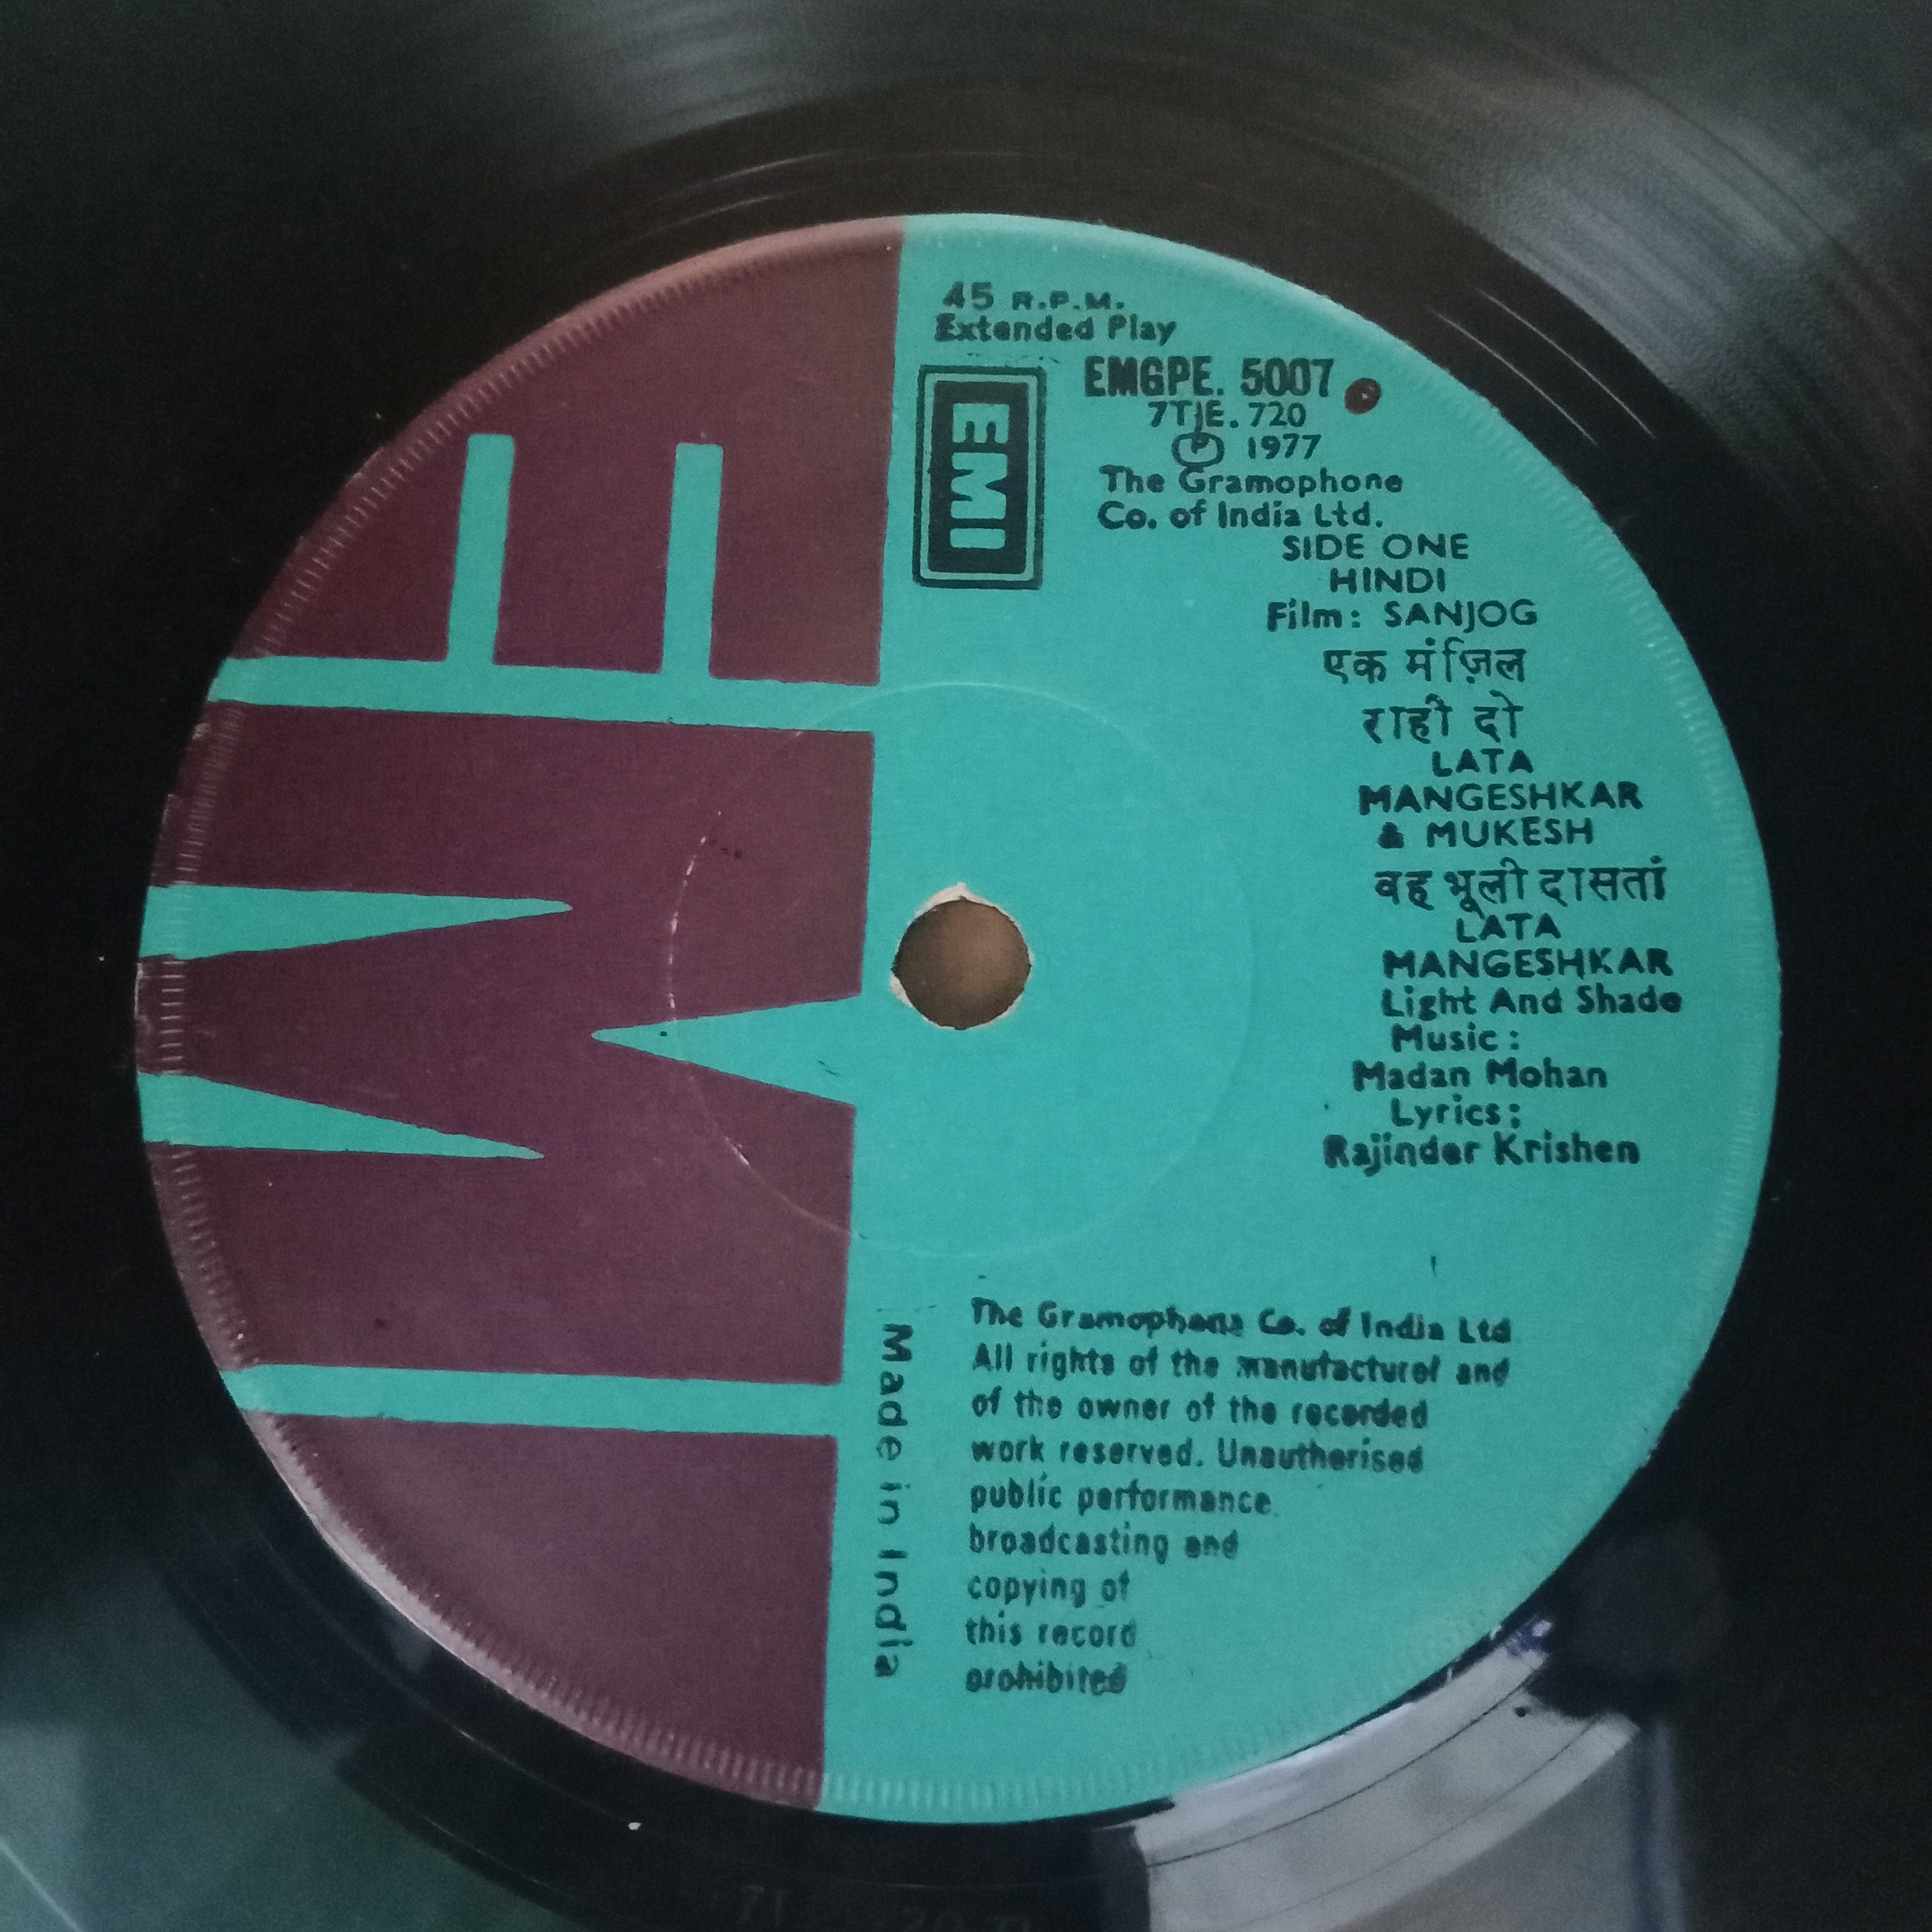 45 R.P.M.
Extended Play
EMI
EMGPE. 5007
7TJE. 720
Ⓟ 1977
The Gramophone
Co. of India Ltd.
SIDE ONE
HINDI
Film: SANJOG
एक मंज़िल
राही दो
LATA
MANGESHKAR
& MUKESH
वह भूली दास्तां
LATA
MANGESHKAR
Light And Shade
Music:
Madan Mohan
Lyrics:
Rajinder Krishen
EMI
Made in India
The Gramophone Co. of India Ltd
All rights of the manufacturer and
of the owner of the recorded
work reserved. Unautherised
public performance.
broadcasting and
copying of
this record
prohibited